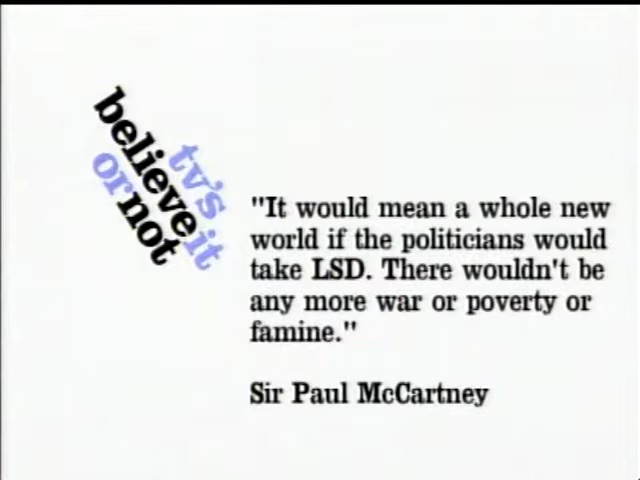 tv's
believe it
or not
"It would mean a whole new
world if the politicians would
take LSD. There wouldn't be
any more war or poverty or
famine."
Sir Paul McCartney